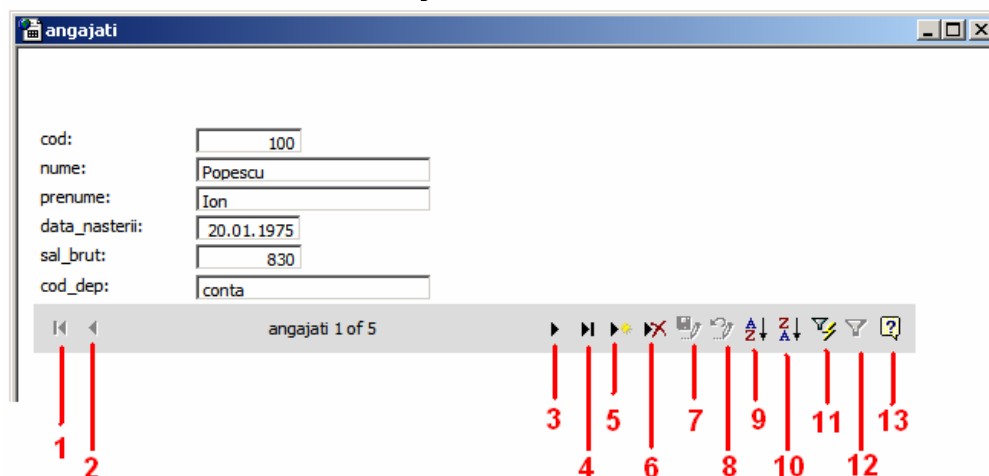 angajati
cod: 100
nume: Popescu
prenume: Ion
data_nasterii: 20.01.1975
sal_brut: 830
cod_dep: conta
angajati 1 of 5
A Z Z A ?
3 5 7 9 11 13
1 2 4 6 8 10 12